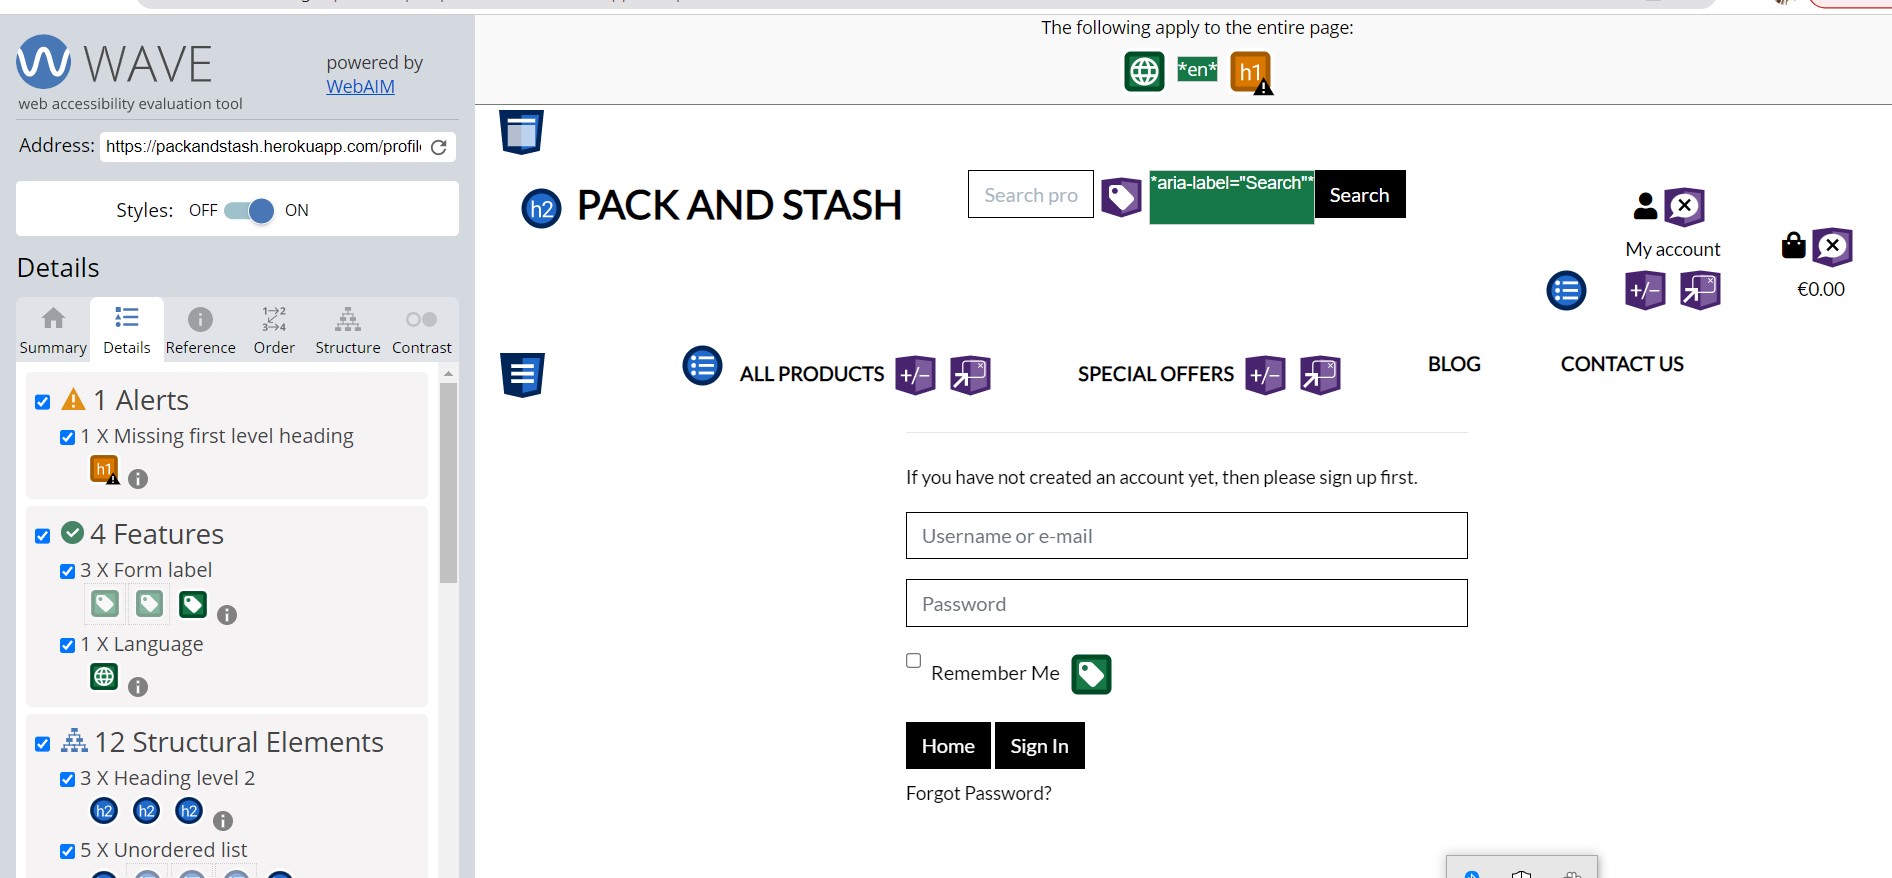 WAVE
powered by
WebAIM
web accessibility evaluation tool
Address: https://packandstash.herokuapp.com/profile
Styles: OFF ON
Details
Summary Details Reference Order Structure Contrast
1→2
3→4
1 Alerts
1 X Missing first level heading
h1
4 Features
3 X Form label
1 X Language
12 Structural Elements
3 X Heading level 2
h2 h2 h2
5 X Unordered list
The following apply to the entire page:
*en* h1
h2 PACK AND STASH
Search pro *aria-label="Search"* Search
My account
+/-
€0.00
ALL PRODUCTS +/- SPECIAL OFFERS +/- BLOG CONTACT US
If you have not created an account yet, then please sign up first.
Username or e-mail
Password
Remember Me
Home Sign In
Forgot Password?